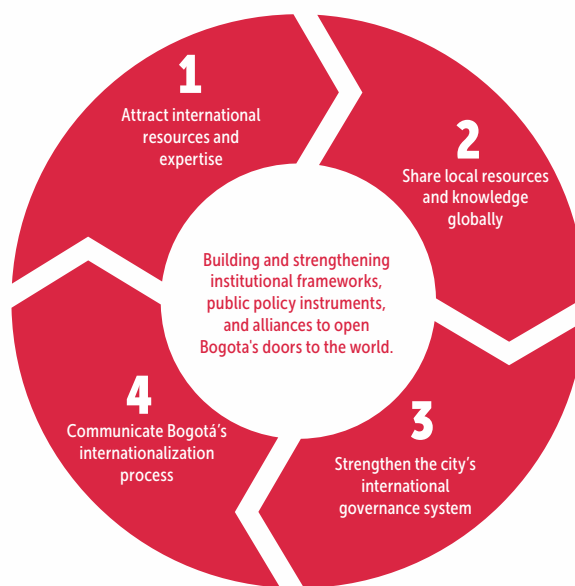 1
Attract international
resources and
expertise
2
Share local resources
and knowledge
globally
Building and strengthening
institutional frameworks,
public policy instruments,
and alliances to open
Bogota's doors to the world.
3
Strengthen the city's
international
governance system
4
Communicate Bogotá´s
internationalization
process